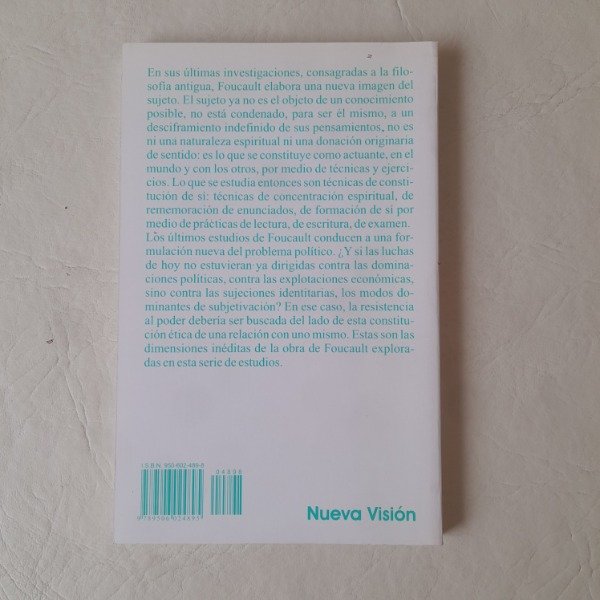 En sus últimas investigaciones, consagradas a la filo-
sofía antigua, Foucault elabora una nueva imagen del
sujeto. El sujeto ya no es el objeto de un conocimiento
posible, no está condenado, para ser él mismo, a un
desciframiento indefinido de sus pensamientos, no es
ni una naturaleza espiritual ni una donación originaria
de sentido: es lo que se constituye como actuante, en el
mundo y con los otros, por medio de técnicas y ejerci-
cios. Lo que se estudia entonces son técnicas de consti-
tución de sí: técnicas de concentración espiritual, de
rememoración de enunciados, de formación de sí por
medio de prácticas de lectura, de escritura, de examen.
Los últimos estudios de Foucault conducen a una for-
mulación nueva del problema político. ¿Y si las luchas
de hoy no estuvieran ya dirigidas contra las domina-
ciones políticas, contra las explotaciones económicas,
sino contra las sujeciones identitarias, los modos do-
minantes de subjetivación? En ese caso, la resistencia
al poder debería ser buscada del lado de esta constitu-
ción ética de una relación con uno mismo. Estas son las
dimensiones inéditas de la obra de Foucault explora-
das en esta serie de estudios.
I.S.B.N. 950-602-489-8
04808
9789506024895
Nueva Visión